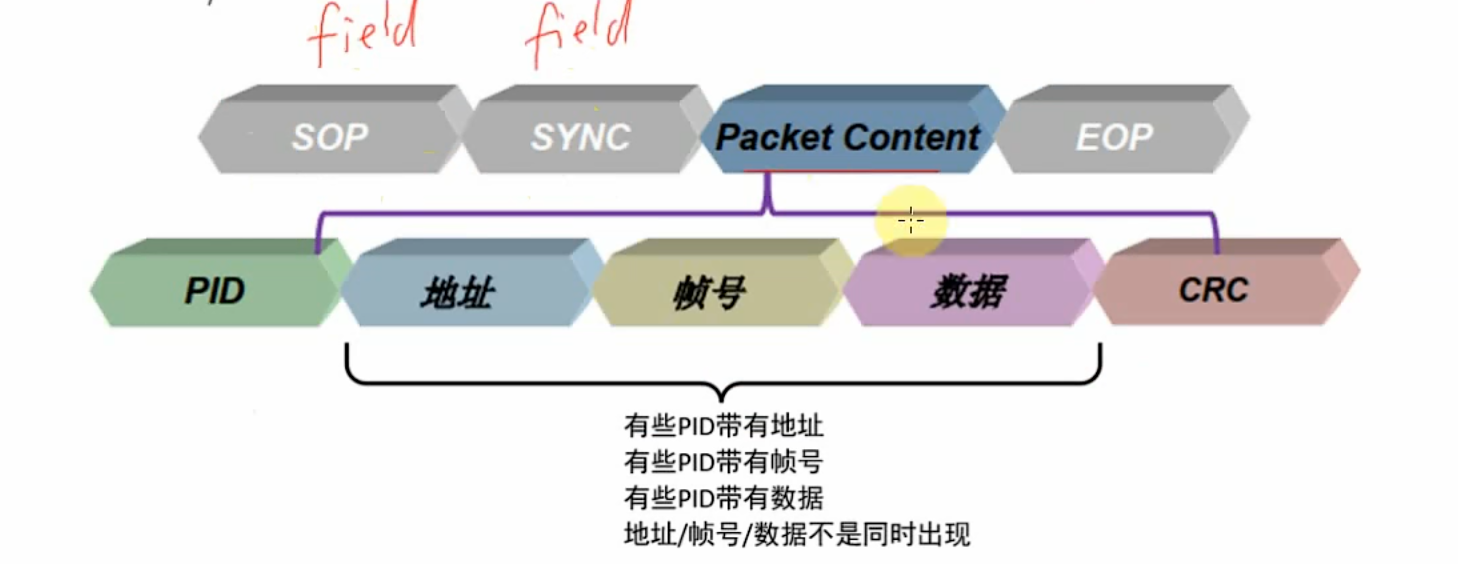 field field
SOP SYNC Packet Content EOP
PID 地址 帧号 数据 CRC
有些PID带有地址
有些PID带有帧号
有些PID带有数据
地址/帧号/数据不是同时出现